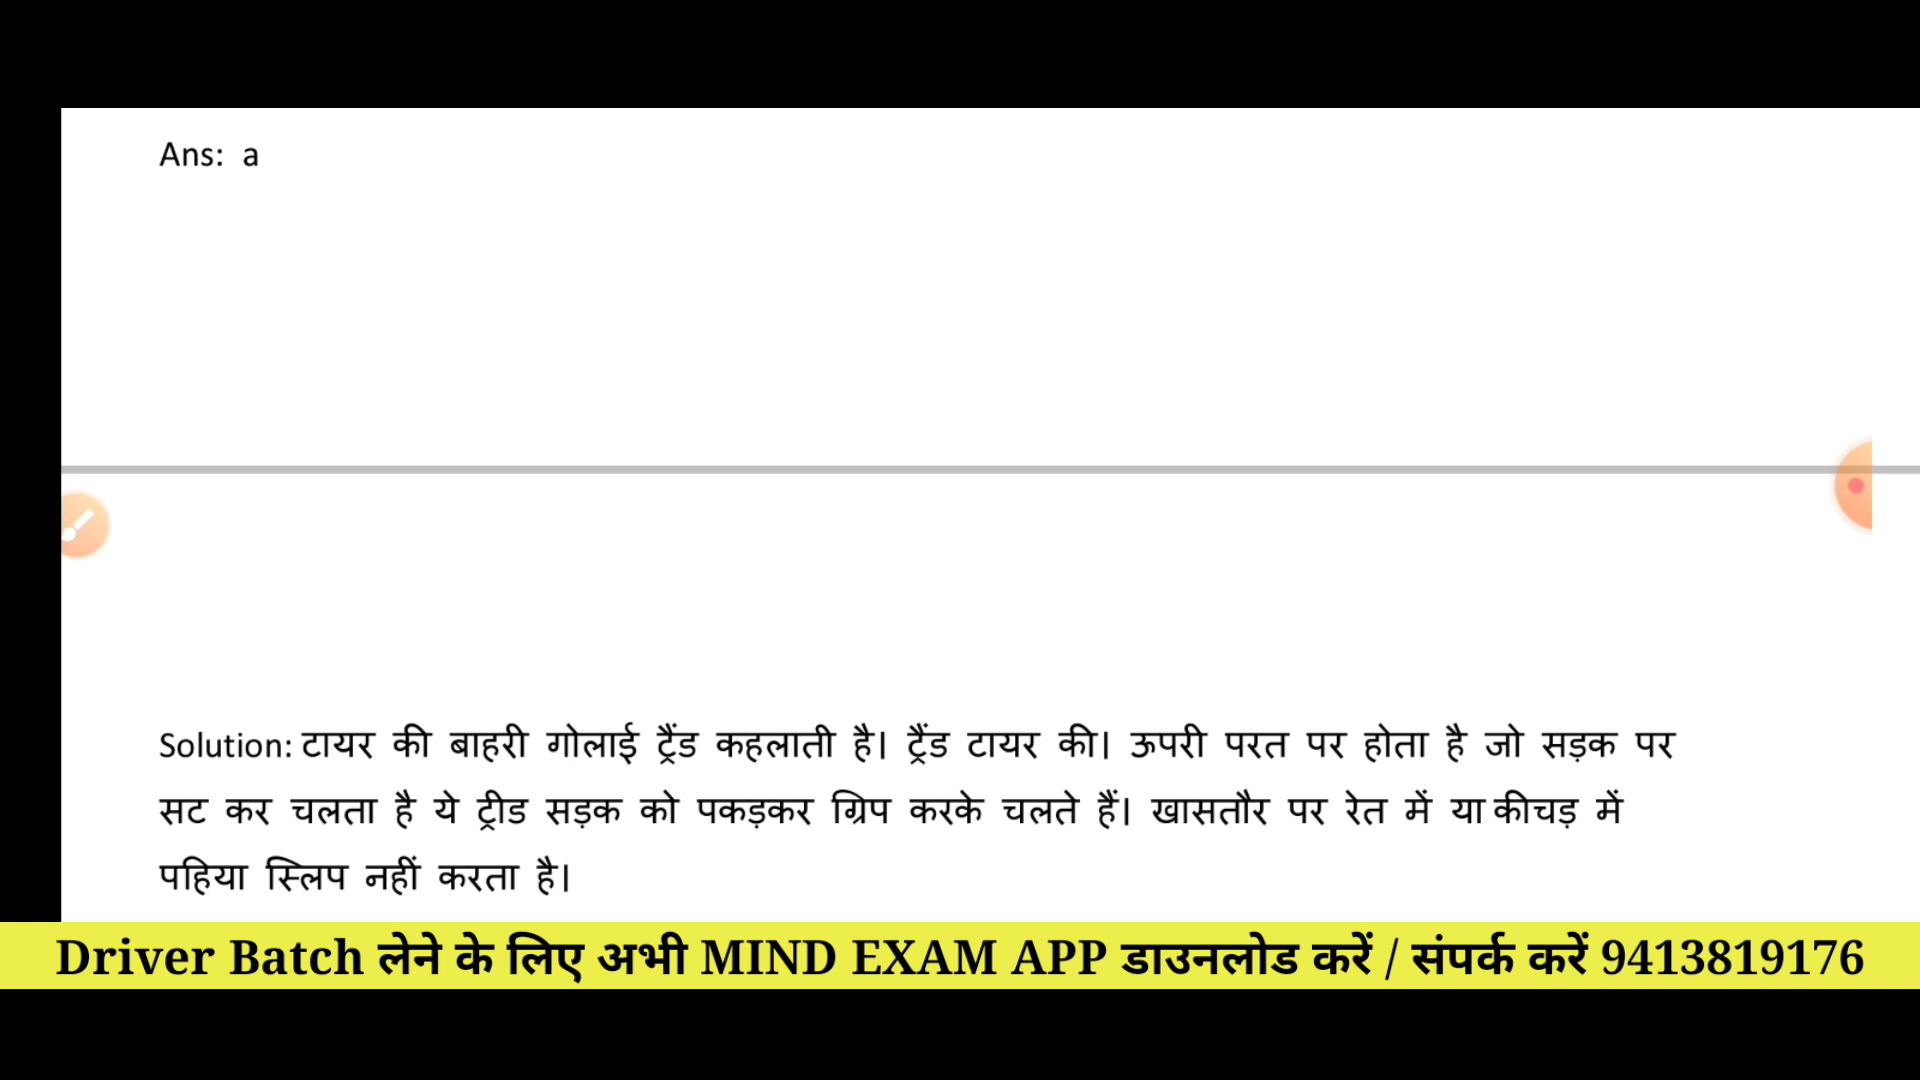 Ans: a
Solution: टायर की बाहरी गोलाई ट्रैंड कहलाती है। ट्रैंड टायर की। ऊपरी परत पर होता है जो सड़क पर
सट कर चलता है ये ट्रीड सड़क को पकड़कर ग्रिप करके चलते हैं। खासतौर पर रेत में या कीचड़ में
पहिया स्लिप नहीं करता है।
Driver Batch लेने के लिए अभी MIND EXAM APP डाउनलोड करें / संपर्क करें 9413819176